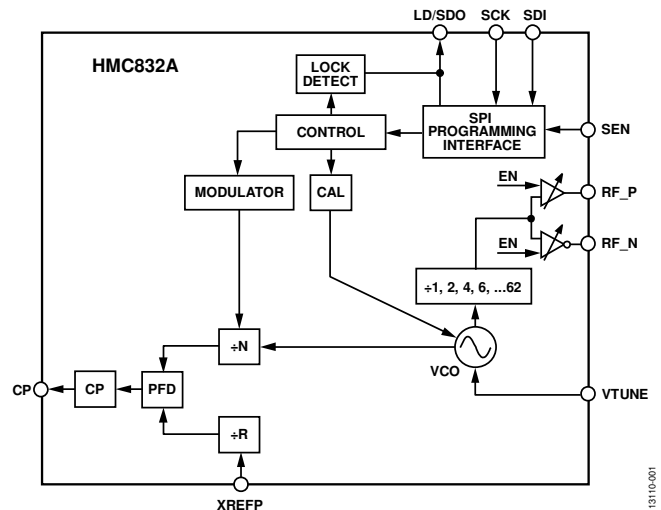 LD/SDO SCK SDI
HMC832A
LOCK
DETECT
CONTROL
SPI
PROGRAMMING
INTERFACE
SEN
MODULATOR
CAL
EN
RF_P
EN
RF_N
÷1, 2, 4, 6, ...62
÷N
VCO
CP
CP
PFD
VTUNE
÷R
XREFP
13110-001